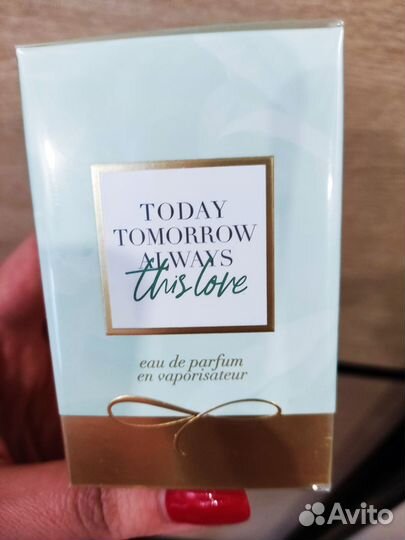 TODAY
TOMORROW
ALWAYS
this love
eau de parfum
en vaporisateur
Avito